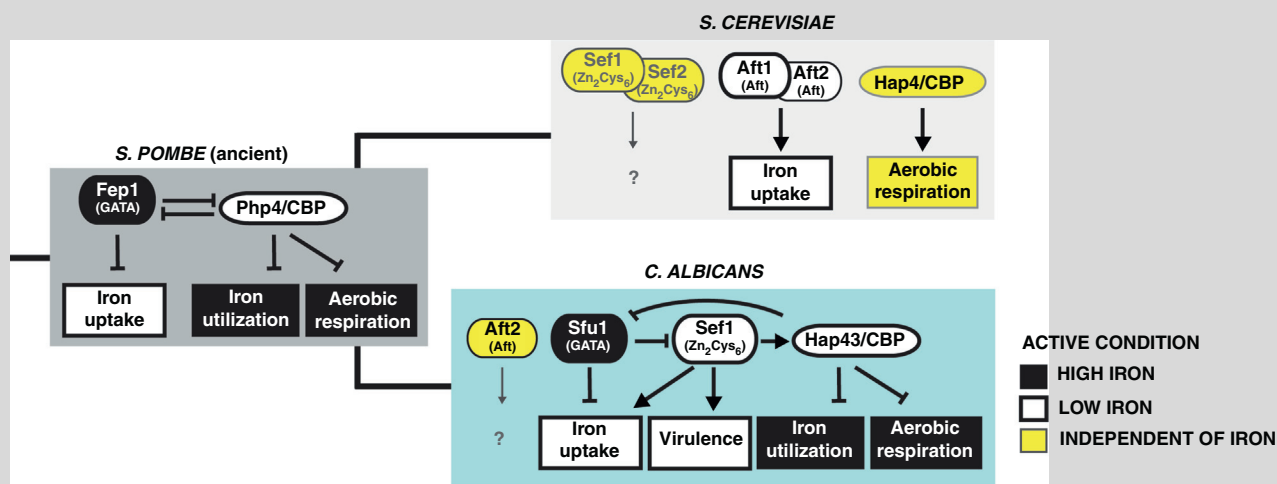 S. CEREVISIAE
Sef1
(Zn2Cys6)
Sef2
(Zn2Cys6)
Aft1
(Aft)
Aft2
(Aft)
Hap4/CBP
?
Iron
uptake
Aerobic
respiration
S. POMBE (ancient)
Fep1
(GATA)
Php4/CBP
Iron
uptake
Iron
utilization
Aerobic
respiration
C. ALBICANS
Aft2
(Aft)
Sfu1
(GATA)
Sef1
(Zn2Cys6)
Hap43/CBP
?
Iron
uptake
Virulence
Iron
utilization
Aerobic
respiration
ACTIVE CONDITION
HIGH IRON
LOW IRON
INDEPENDENT OF IRON